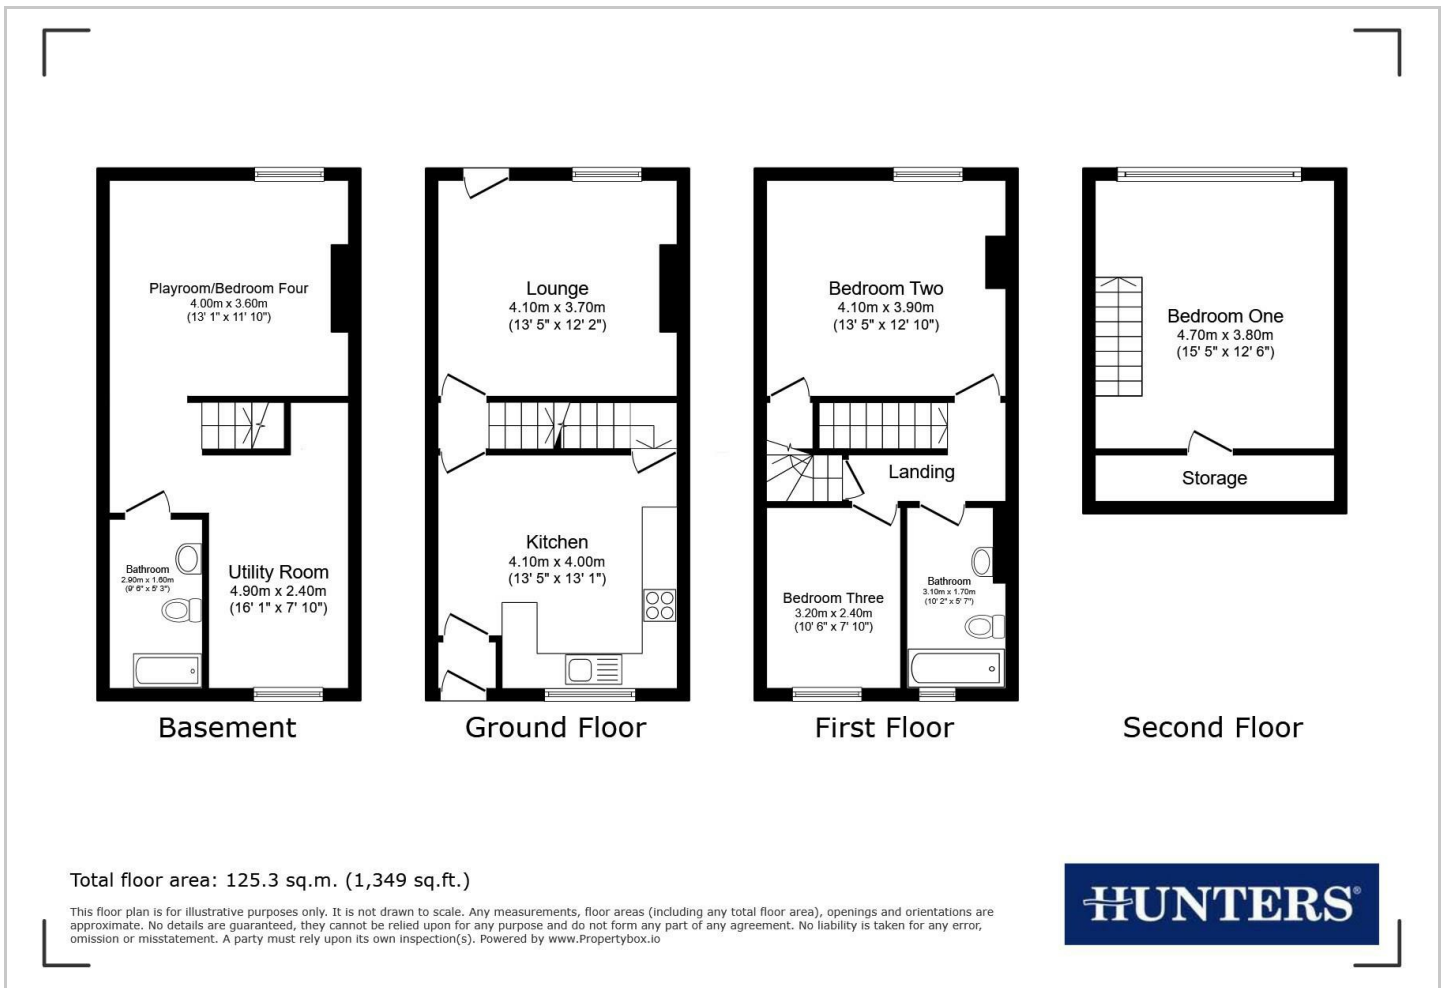 Playroom/Bedroom Four
4.00m x 3.60m
(13' 1" x 11' 10")
Bathroom
2.90m x 1.60m
(9' 6" x 5' 3")
Utility Room
4.90m x 2.40m
(16' 1" x 7' 10")
Basement
Lounge
4.10m x 3.70m
(13' 5" x 12' 2")
Kitchen
4.10m x 4.00m
(13' 5" x 13' 1")
Ground Floor
Bedroom Two
4.10m x 3.90m
(13' 5" x 12' 10")
Landing
Bedroom Three
3.20m x 2.40m
(10' 6" x 7' 10")
Bathroom
3.10m x 1.70m
(10' 2" x 5' 7")
First Floor
Bedroom One
4.70m x 3.80m
(15' 5" x 12' 6")
Storage
Second Floor
Total floor area: 125.3 sq.m. (1,349 sq.ft.)
This floor plan is for illustrative purposes only. It is not drawn to scale. Any measurements, floor areas (including any total floor area), openings and orientations are
approximate. No details are guaranteed, they cannot be relied upon for any purpose and do not form any part of any agreement. No liability is taken for any error,
omission or misstatement. A party must rely upon its own inspection(s). Powered by www.Propertybox.io
HUNTERS®